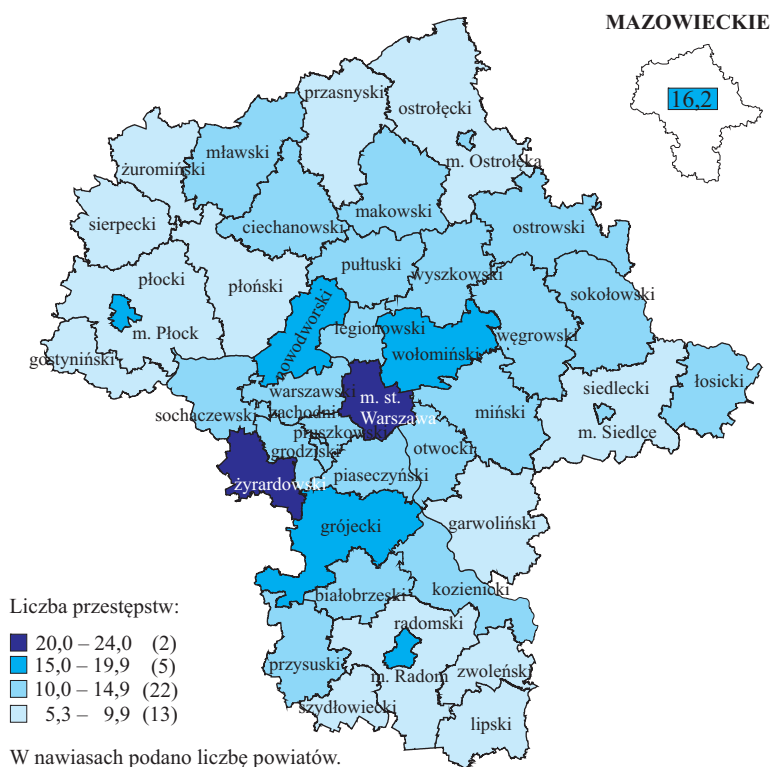 MAZOWIECKIE
16,2
przasnyski
ostrołęcki
mławski
m. Ostrołęka
żuromiński
sierpecki
ciechanowski
makowski
ostrowski
płocki
płoński
pułtuski
wyszkowski
sokołowski
nowodworski
legionowski
wołomiński
węgrowski
m. Płock
gostyniński
warszawski
zachodni
m. st.
Warszawa
siedlecki
łosicki
sochaczewski
miński
m. Siedlce
pruszkowski
grodziski
otwocki
żyrardowski
piaseczyński
grójecki
garwoliński
białobrzeski
kozienicki
radomski
przysuski
m. Radom
zwoleński
szydłowiecki
lipski
Liczba przestępstw:
20,0 – 24,0 (2)
15,0 – 19,9 (5)
10,0 – 14,9 (22)
5,3 – 9,9 (13)
W nawiasach podano liczbę powiatów.